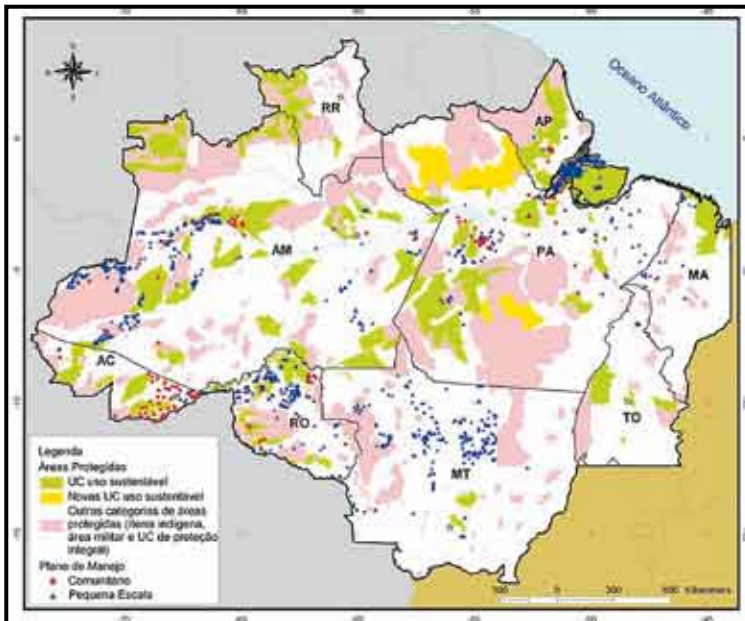 Oceano Atlântico
RR
AP
AM
PA
MA
AC
RO
TO
MT
Legenda
Áreas Protegidas
UC uso sustentável
Novas UC uso sustentável
Outras categorias de áreas
protegidas (terra indígena,
área militar e UC de proteção
integral)
Plano de Manejo
Comunitário
Pequena Escala
0
300